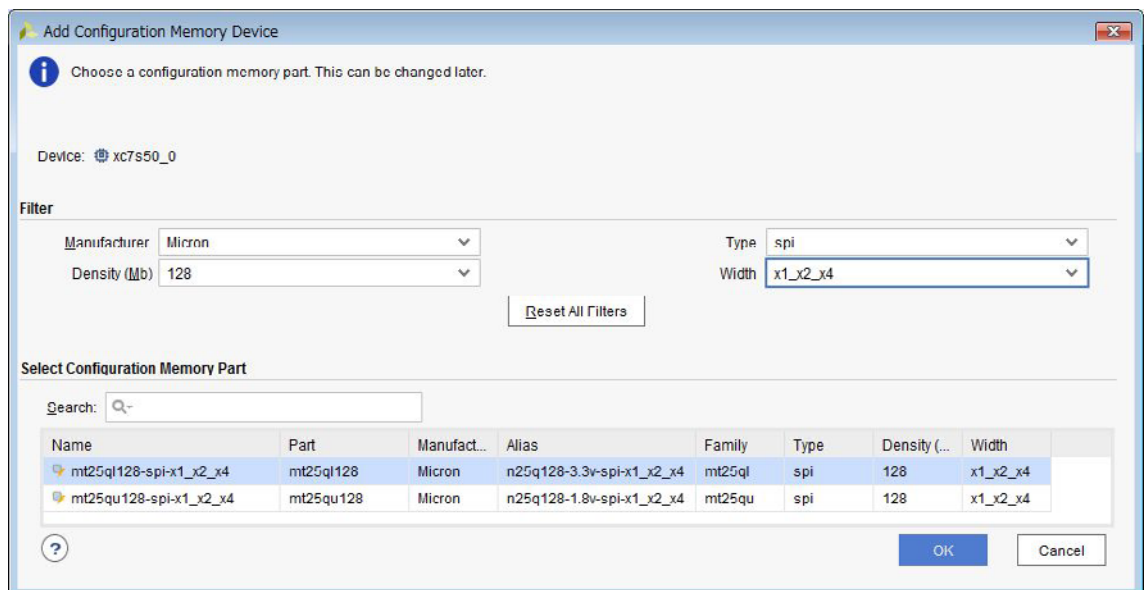 Add Configuration Memory Device
Choose a configuration memory part. This can be changed later.
Device: xc7s50_0
Filter
Manufacturer Micron Type spi
Density (Mb) 128 Width x1_x2_x4
Reset All Filters
Select Configuration Memory Part
Search:
Name Part Manufact... Alias Family Type Density (... Width
mt25ql128-spi-x1_x2_x4 mt25ql128 Micron n25q128-3.3v-spi-x1_x2_x4 mt25ql spi 128 x1_x2_x4
mt25qu128-spi-x1_x2_x4 mt25qu128 Micron n25q128-1.8v-spi-x1_x2_x4 mt25qu spi 128 x1_x2_x4
? OK Cancel